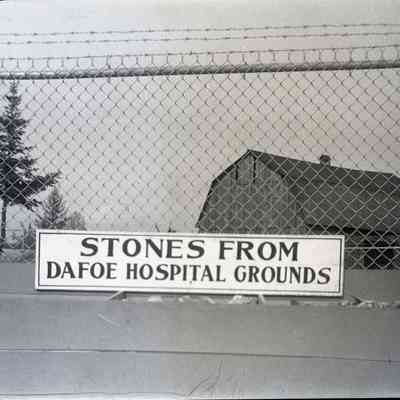 STONES FROM
DAFOE HOSPITAL GROUNDS